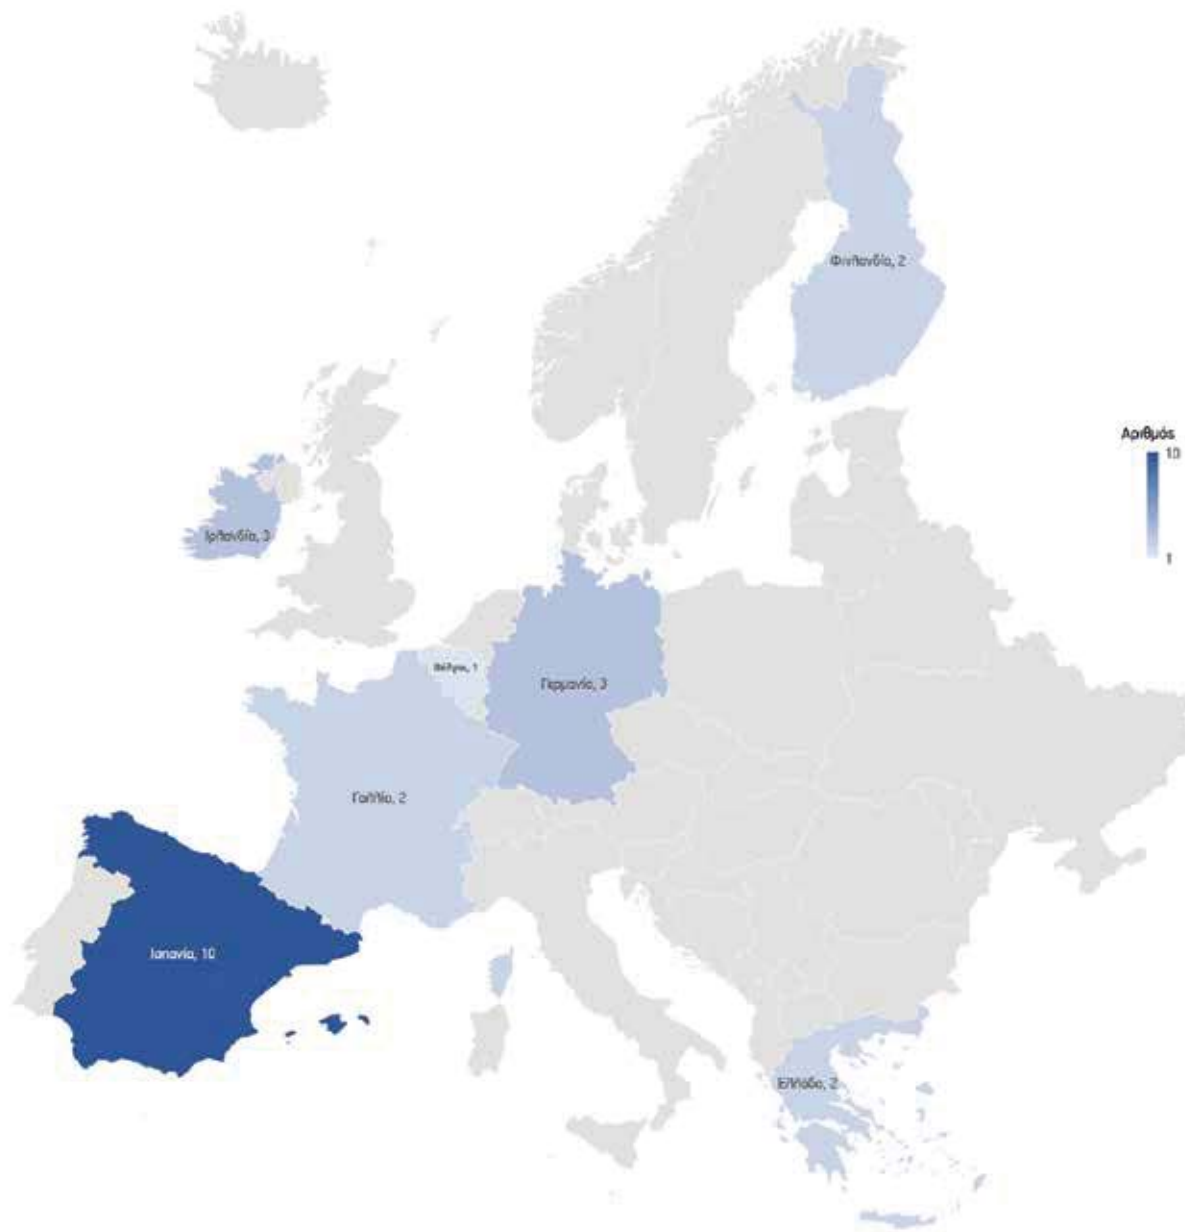 Φινλανδία, 2
Αριθμός
10
1
Ιρλανδία, 3
Βέλγιο, 1
Γερμανία, 3
Γαλλία, 2
Ισπανία, 10
Ελλάδα, 2